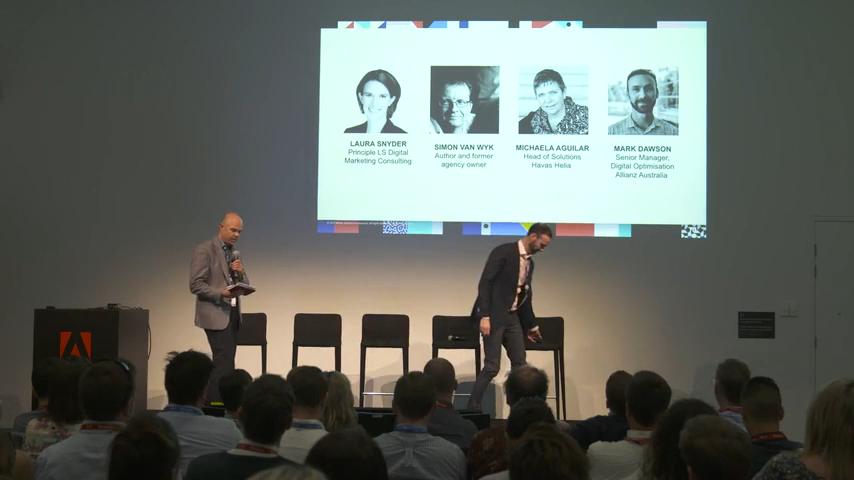 LAURA SNYDER
Principle LS Digital
Marketing Consulting
SIMON VAN WYK
Author and former
agency owner
MICHAELA AGUILAR
Head of Solutions
Havas Helia
MARK DAWSON
Senior Manager,
Digital Optimisation
Allianz Australia